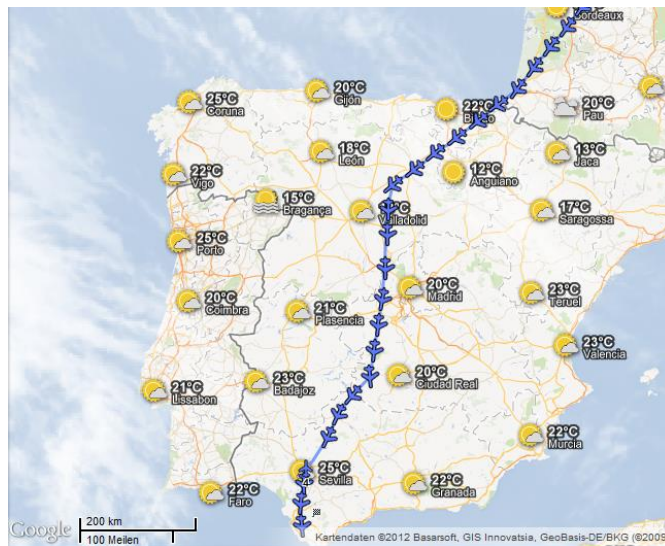 Bordeaux
20°C
Gijón
25°C
Coruna
22°C
20°C
Pau
18°C
León
13°C
Jaca
22°C
Vigo
12°C
Anguiano
15°C
Bragança
17°C
Saragossa
Valladolid
25°C
Porto
20°C
Coimbra
20°C
Madrid
23°C
Teruel
21°C
Plasencia
23°C
Valencia
21°C
Lissabon
23°C
Badajoz
20°C
Ciudad Real
22°C
Murcia
25°C
Sevilla
22°C
Faro
22°C
Granada
Google
200 km
100 Meilen
Kartendaten ©2012 Basarsoft, GIS Innovatsia, GeoBasis-DE/BKG (©2009